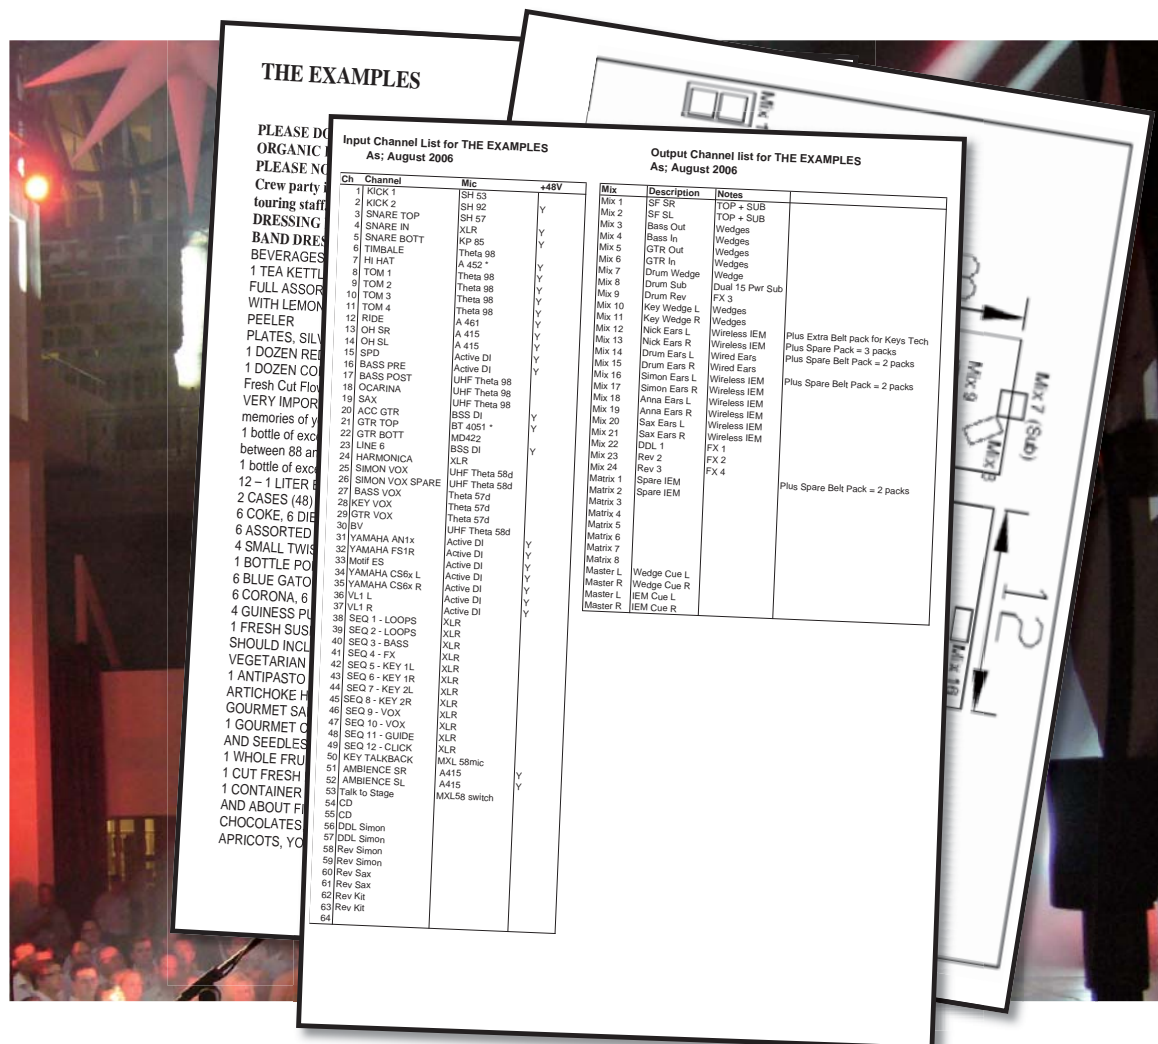 THE EXAMPLES
PLEASE DO
ORGANIC
PLEASE NO
Crew party i
touring staff
DRESSING
BAND DRES
BEVERAGES
1 TEA KETTL
FULL ASSOR
WITH LEMON
PEELER
PLATES, SILV
1 DOZEN RED
1 DOZEN CO
Fresh Cut Flo
VERY IMPOR
memories of y
1 bottle of exc
between 88 an
1 bottle of exc
12 – 1 LITER
2 CASES (48)
6 COKE, 6 DIE
6 ASSORTED
4 SMALL TWIS
1 BOTTLE PO
6 BLUE GATO
6 CORONA, 6
4 GUINESS PU
1 FRESH SUS
SHOULD INCL
VEGETARIAN
1 ANTIPASTO
ARTICHOKE H
GOURMET SA
1 GOURMET C
AND SEEDLES
1 WHOLE FRU
1 CUT FRESH
1 CONTAINER
AND ABOUT FI
CHOCOLATES
APRICOTS, YO
Input Channel List for THE EXAMPLES
As; August 2006
Ch Channel Mic +48V
1 KICK 1 SH 53
2 KICK 2 SH 92 Y
3 SNARE TOP SH 57
4 SNARE IN XLR Y
5 SNARE BOTT KP 85 Y
6 TIMBALE Theta 98
7 HI HAT A 452 * Y
8 TOM 1 Theta 98 Y
9 TOM 2 Theta 98 Y
10 TOM 3 Theta 98 Y
11 TOM 4 Theta 98 Y
12 RIDE A 461 Y
13 OH SR A 415 Y
14 OH SL A 415 Y
15 SPD Active DI Y
16 BASS PRE Active DI Y
17 BASS POST UHF Theta 98
18 OCARINA UHF Theta 98
19 SAX UHF Theta 98
20 ACC GTR BSS DI Y
21 GTR TOP BT 4051 * Y
22 GTR BOTT MD422
23 LINE 6 BSS DI Y
24 HARMONICA XLR
25 SIMON VOX UHF Theta 58d
26 SIMON VOX SPARE UHF Theta 58d
27 BASS VOX Theta 57d
28 KEY VOX Theta 57d
29 GTR VOX Theta 57d
30 BV UHF Theta 58d
31 YAMAHA AN1x Active DI Y
32 YAMAHA FS1R Active DI Y
33 Motif ES Active DI Y
34 YAMAHA CS6x L Active DI Y
35 YAMAHA CS6x R Active DI Y
36 VL1 L Active DI Y
37 VL1 R Active DI Y
38 SEQ 1 - LOOPS XLR
39 SEQ 2 - LOOPS XLR
40 SEQ 3 - BASS XLR
41 SEQ 4 - FX XLR
42 SEQ 5 - KEY 1L XLR
43 SEQ 6 - KEY 1R XLR
44 SEQ 7 - KEY 2L XLR
45 SEQ 8 - KEY 2R XLR
46 SEQ 9 - VOX XLR
47 SEQ 10 - VOX XLR
48 SEQ 11 - GUIDE XLR
49 SEQ 12 - CLICK XLR
50 KEY TALKBACK MXL 58mic
51 AMBIENCE SR A415 Y
52 AMBIENCE SL A415 Y
53 Talk to Stage MXL58 switch
54 CD
55 CD
56 DDL Simon
57 DDL Simon
58 Rev Simon
59 Rev Simon
60 Rev Sax
61 Rev Sax
62 Rev Kit
63 Rev Kit
64
Output Channel list for THE EXAMPLES
As; August 2006
Mix Description Notes
Mix 1 SF SR TOP + SUB
Mix 2 SF SL TOP + SUB
Mix 3 Bass Out Wedges
Mix 4 Bass In Wedges
Mix 5 GTR Out Wedges
Mix 6 GTR In Wedges
Mix 7 Drum Wedge Wedge
Mix 8 Drum Sub Dual 15 Pwr Sub
Mix 9 Drum Rev FX 3
Mix 10 Key Wedge L Wedges
Mix 11 Key Wedge R Wedges
Mix 12 Nick Ears L Wireless IEM Plus Extra Belt pack for Keys Tech
Mix 13 Nick Ears R Wireless IEM Plus Spare Pack = 3 packs
Mix 14 Drum Ears L Wired Ears Plus Spare Belt Pack = 2 packs
Mix 15 Drum Ears R Wired Ears
Mix 16 Simon Ears L Wireless IEM Plus Spare Belt Pack = 2 packs
Mix 17 Simon Ears R Wireless IEM
Mix 18 Anna Ears L Wireless IEM
Mix 19 Anna Ears R Wireless IEM
Mix 20 Sax Ears L Wireless IEM
Mix 21 Sax Ears R Wireless IEM
Mix 22 DDL 1 FX 1
Mix 23 Rev 2 FX 2
Mix 24 Rev 3 FX 4
Matrix 1 Spare IEM Plus Spare Belt Pack = 2 packs
Matrix 2 Spare IEM
Matrix 3
Matrix 4
Matrix 5
Matrix 6
Matrix 7
Matrix 8
Master L Wedge Cue L
Master R Wedge Cue R
Master L IEM Cue L
Master R IEM Cue R
Mix
Mix 7 (Sub)
Mix 9
Mix 8
12
Mix 16